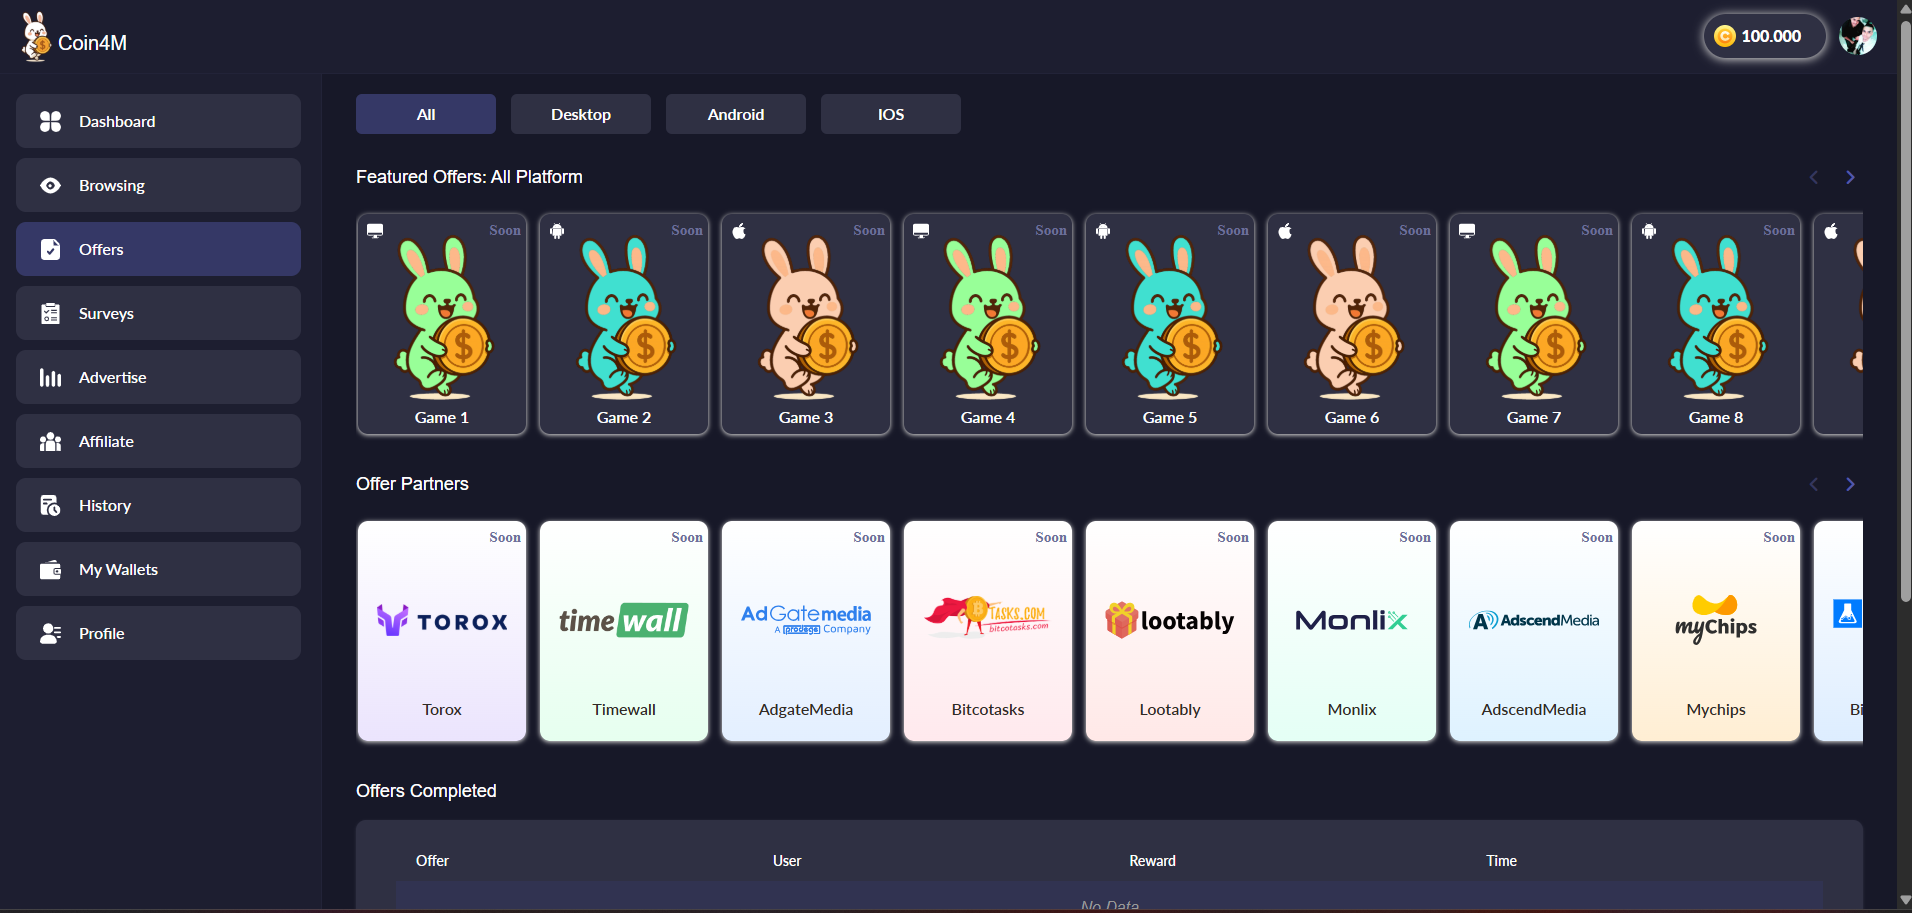 Coin4M
100.000
Dashboard
Browsing
Offers
Surveys
Advertise
Affiliate
History
My Wallets
Profile
All
Desktop
Android
IOS
Featured Offers: All Platform
Soon
Soon
Soon
Soon
Soon
Soon
Soon
Soon
Game 1
Game 2
Game 3
Game 4
Game 5
Game 6
Game 7
Game 8
Offer Partners
Soon
Soon
Soon
Soon
Soon
Soon
Soon
Soon
TOROX
timewall
AdGatemedia
A prodege Company
TASKS.COM
bitcotasks.com
lootably
Monlix
AdscendMedia
myChips
Torox
Timewall
AdgateMedia
Bitcotasks
Lootably
Monlix
AdscendMedia
Mychips
Bi
Offers Completed
Offer
User
Reward
Time
No Data